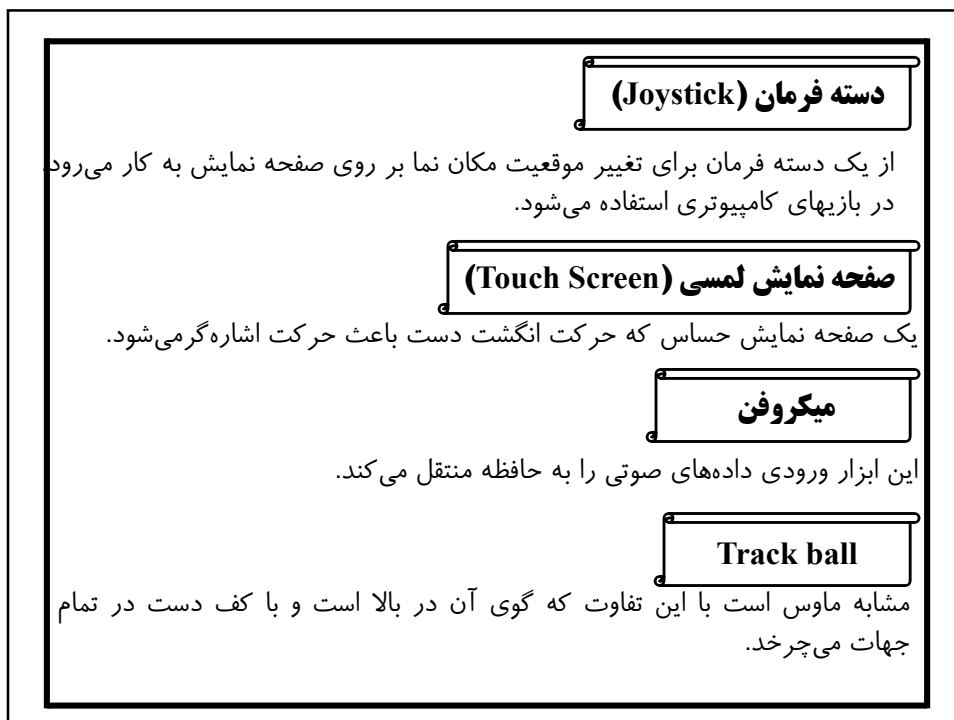 دسته فرمان (Joystick)
از یک دسته فرمان برای تغییر موقعیت مکان نما بر روی صفحه نمایش به کار می‌رود.
در بازیهای کامپیوتری استفاده می‌شود.
صفحه نمایش لمسی (Touch Screen)
یک صفحه نمایش حساس که حرکت انگشت دست باعث حرکت اشاره‌گر می‌شود.
میکروفن
این ابزار ورودی داده‌های صوتی را به حافظه منتقل می‌کند.
Track ball
مشابه ماوس است با این تفاوت که گوی آن در بالا است و با کف دست در تمام
جهات می‌چرخد.